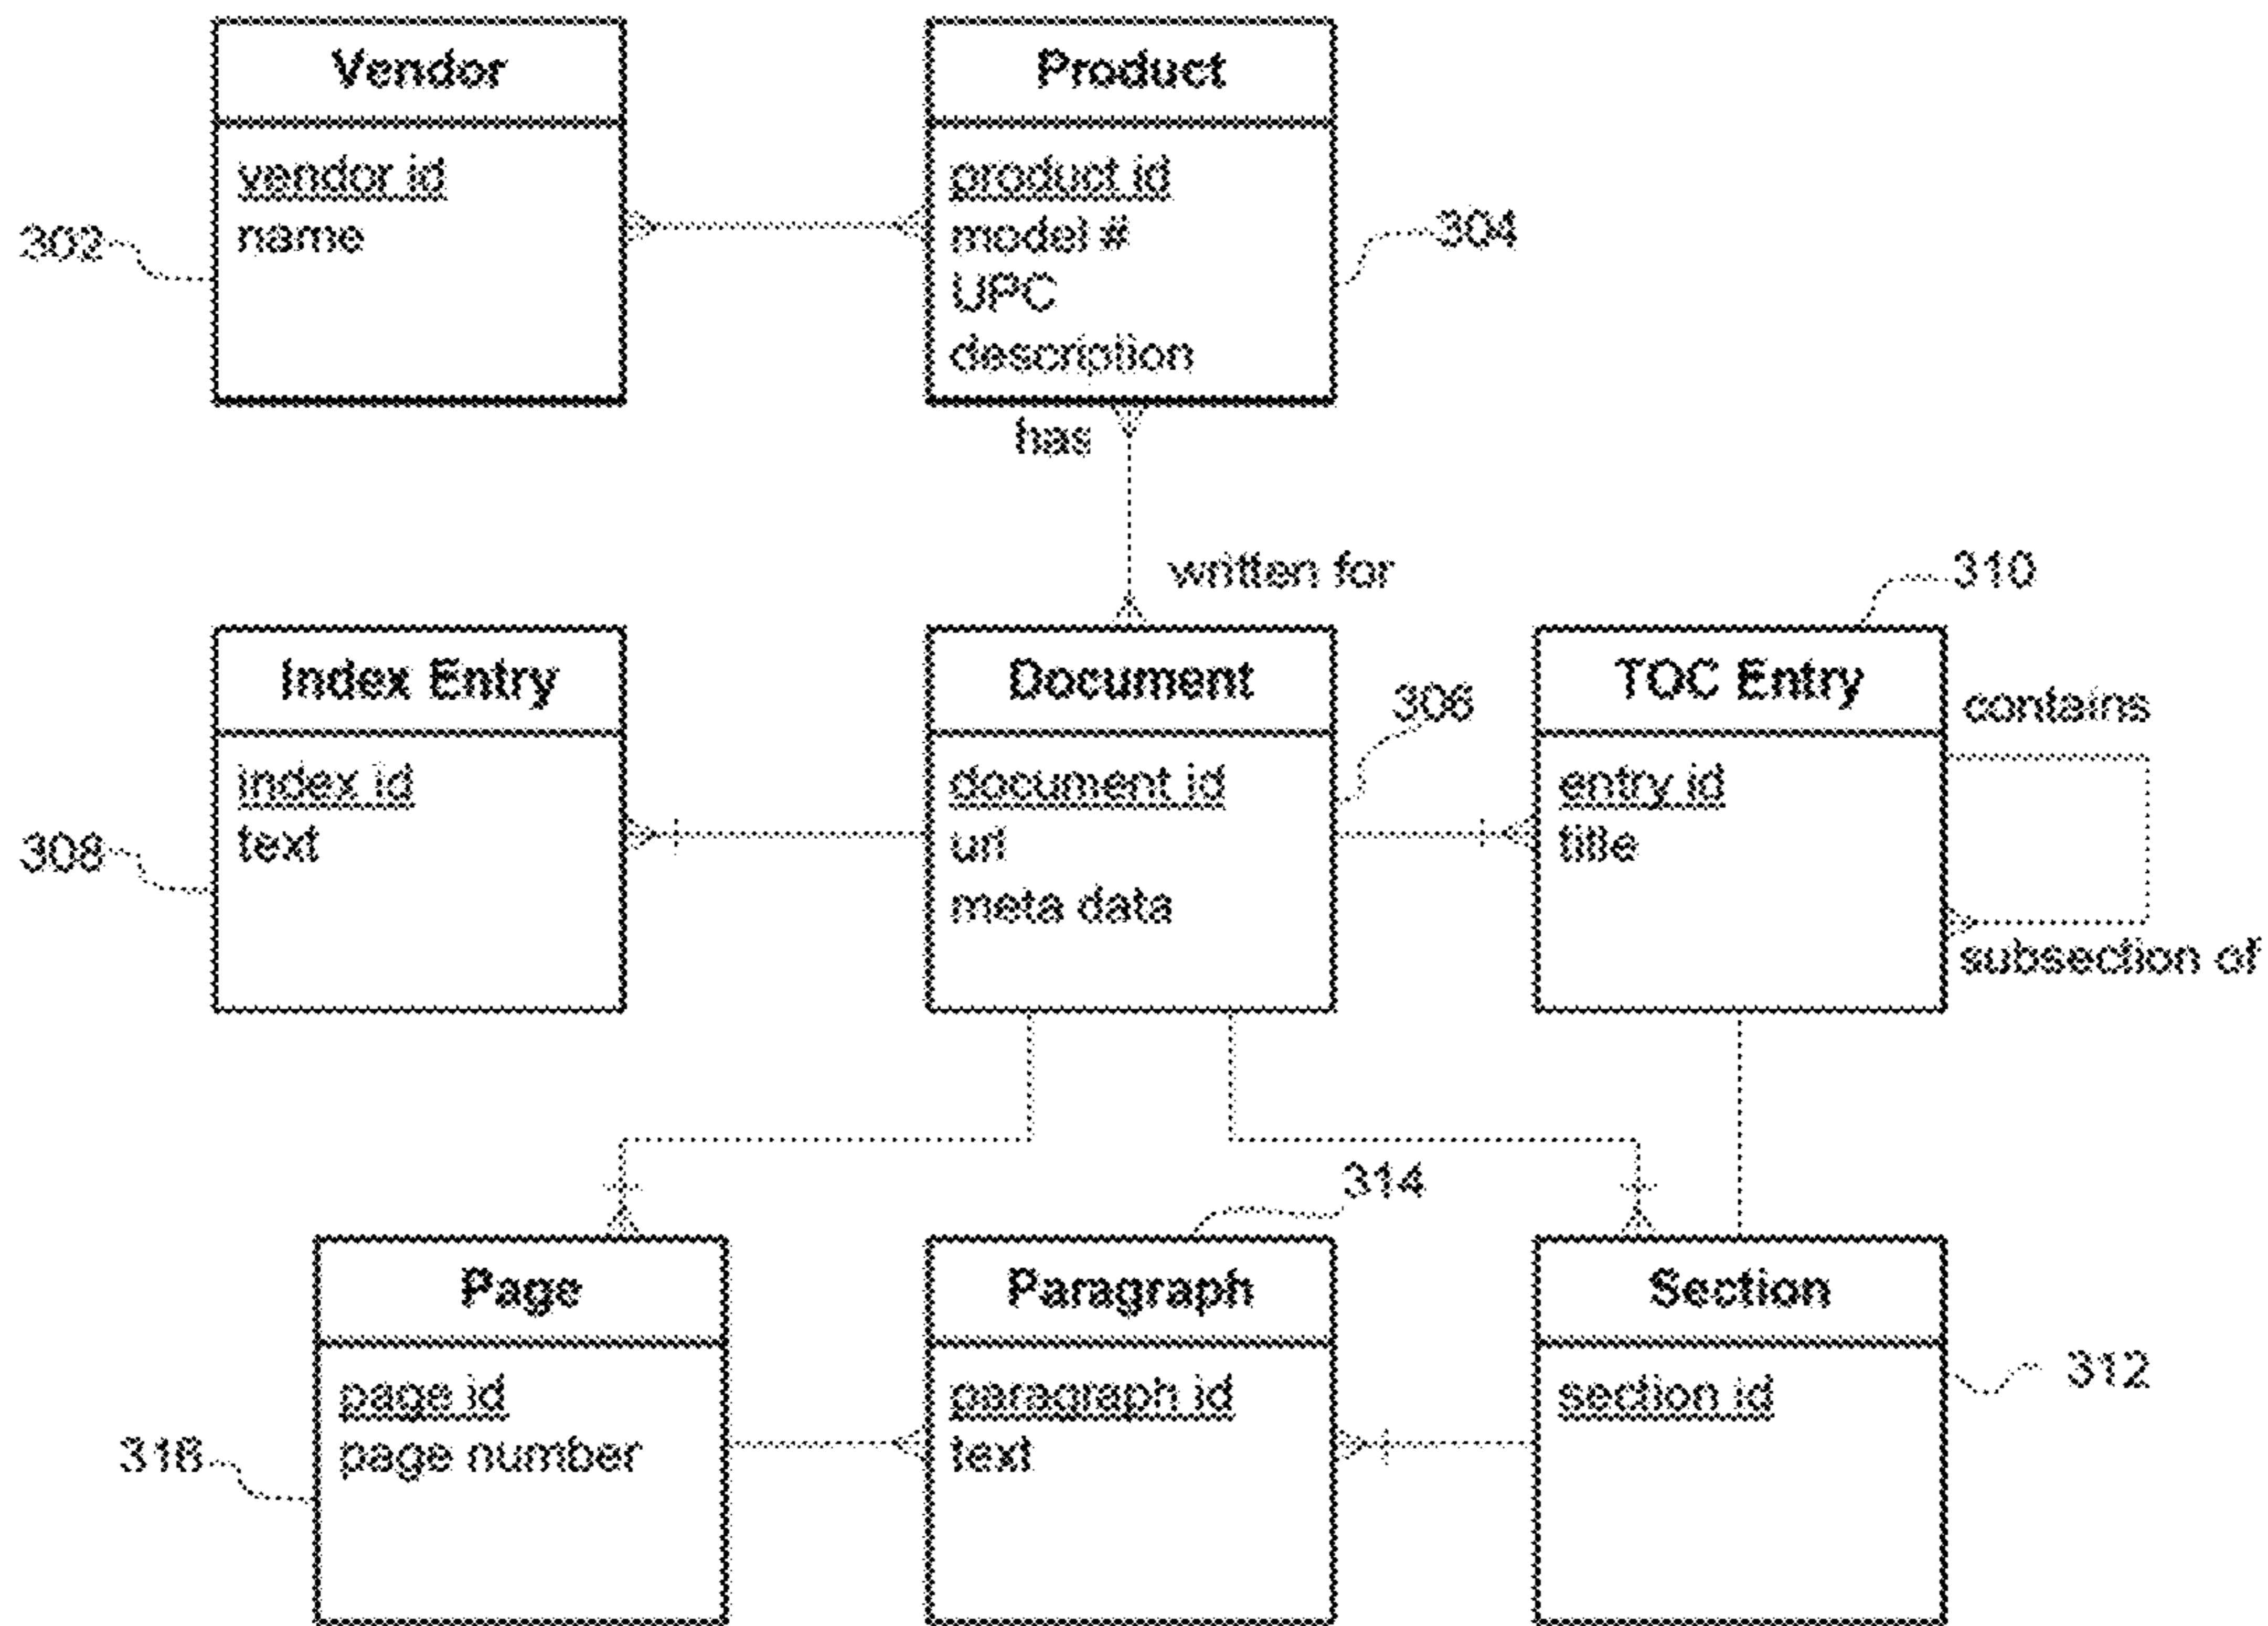 Vendor
vendor id
name
302
Product
product id
model #
UPC
description
304
has
written for
Index Entry
index id
text
308
Document
document id
url
meta data
306
310
TOC Entry
entry id
title
contains
subsection of
Page
page id
page number
318
314
Paragraph
paragraph id
text
Section
section id
312